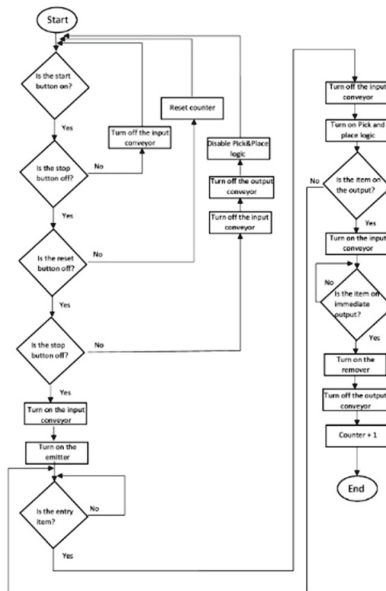 Start
Is the start
button on?
Yes
Is the stop
button off?
No
Turn off the input
conveyor
Yes
Is the reset
button off?
No
Reset counter
Yes
Is the stop
button off?
No
Turn off the input
conveyor
Turn off the output
conveyor
Disable Pick&Place
logic
Yes
Turn on the input
conveyor
Turn on the
emitter
Is the entry
item?
No
Yes
Turn off the input
conveyor
Turn on Pick and
place logic
Is the item on
the output?
No
Yes
Turn on the input
conveyor
Is the item on
immediate
output?
No
Yes
Turn on the
remover
Turn off the output
conveyor
Counter + 1
End